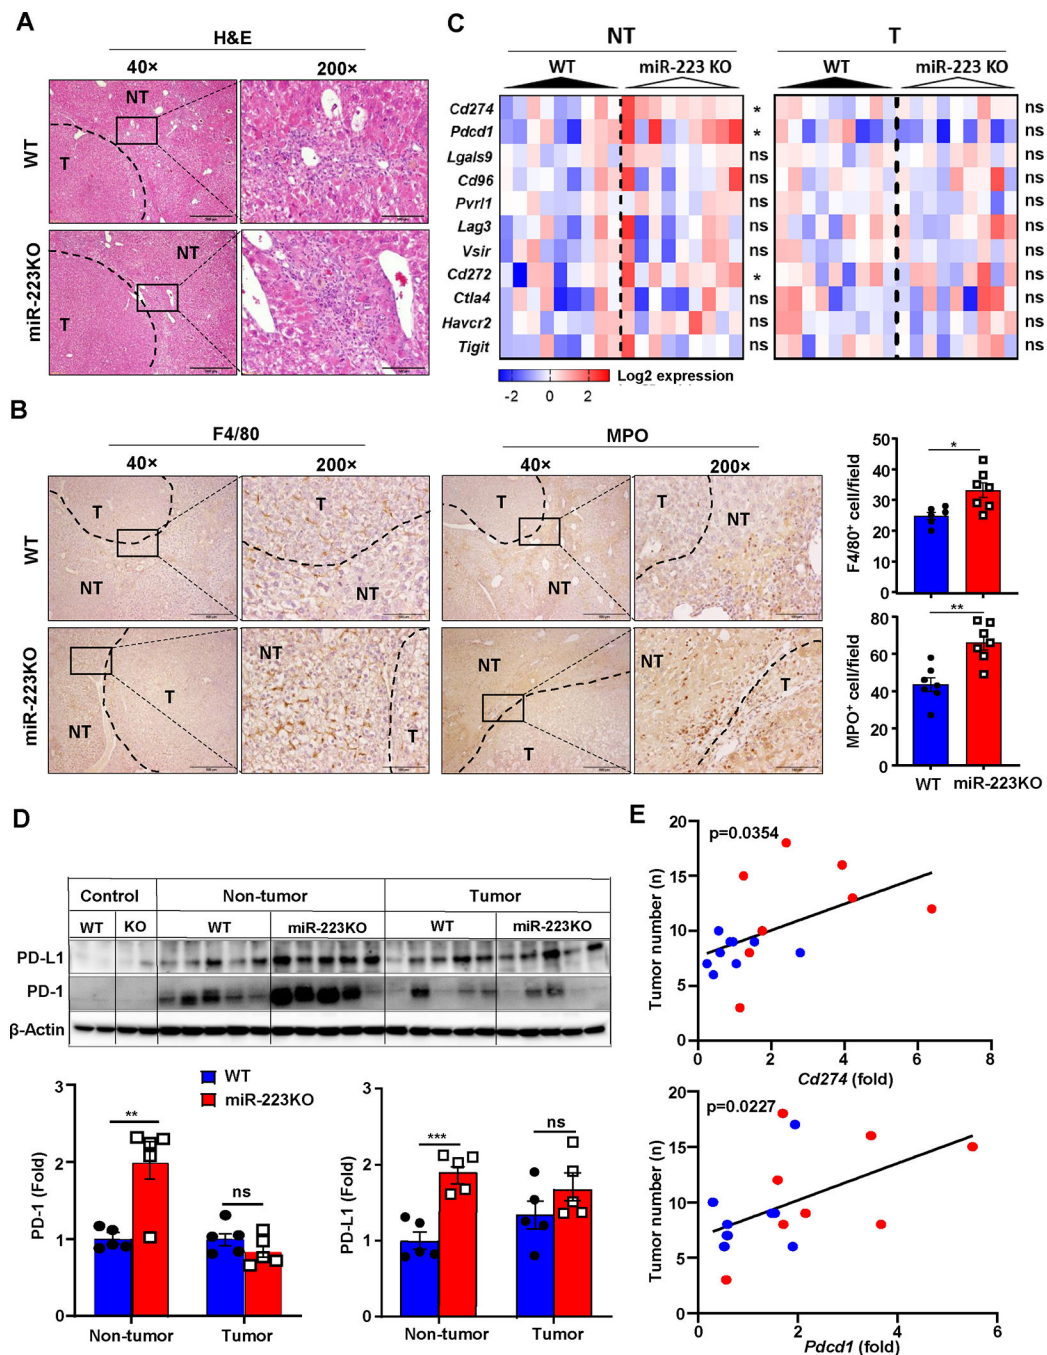 A
H&E
40×
200×
WT
NT
T
miR-223KO
NT
T
C
NT
T
WT
miR-223 KO
WT
miR-223 KO
Cd274
*
ns
Pdcd1
*
ns
Lgals9
ns
ns
Cd96
ns
ns
Pvrl1
ns
ns
Lag3
ns
ns
Vsir
ns
ns
Cd272
*
ns
Ctla4
ns
ns
Havcr2
ns
ns
Tigit
ns
ns
Log2 expression
-2
0
2
B
F4/80
MPO
40×
200×
40×
200×
WT
T
NT
T
NT
T
NT
T
NT
miR-223KO
NT
T
NT
T
NT
T
NT
T
F4/80⁺ cell/field
50
40
30
20
10
0
*
MPO⁺ cell/field
80
60
40
20
0
**
WT
miR-223KO
D
Control
Non-tumor
Tumor
WT
KO
WT
miR-223KO
WT
miR-223KO
PD-L1
PD-1
β-Actin
WT
miR-223KO
PD-1 (Fold)
3
2
1
0
**
ns
Non-tumor
Tumor
PD-L1 (Fold)
3
2
1
0
***
ns
Non-tumor
Tumor
E
p=0.0354
Tumor number (n)
20
15
10
5
0
0
2
4
6
8
Cd274 (fold)
p=0.0227
Tumor number (n)
20
15
10
5
0
0
2
4
6
Pdcd1 (fold)